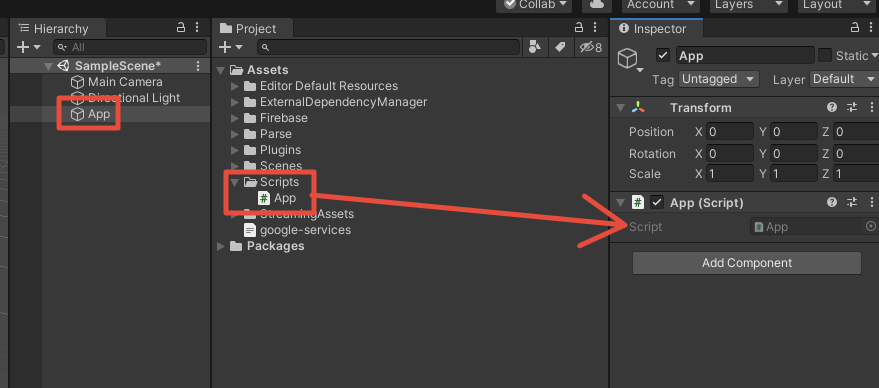 Collab
Account
Layers
Layout
Hierarchy
All
SampleScene*
Main Camera
Directional Light
App
Project
8
Assets
Editor Default Resources
ExternalDependencyManager
Firebase
Parse
Plugins
Scenes
Scripts
App
StreamingAssets
google-services
Packages
Inspector
App
Static
Tag Untagged Layer Default
Transform
Position X 0 Y 0 Z 0
Rotation X 0 Y 0 Z 0
Scale X 1 Y 1 Z 1
# App (Script)
Script # App
Add Component